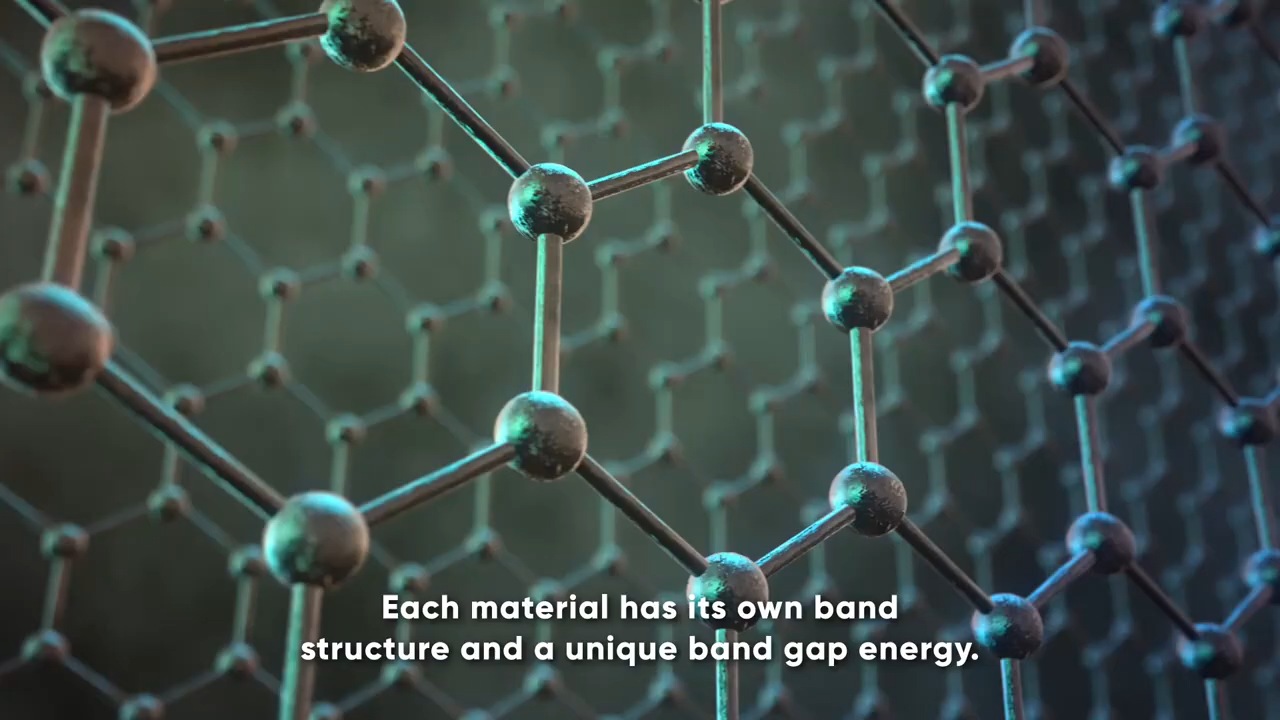 Each material has its own band
structure and a unique band gap energy.